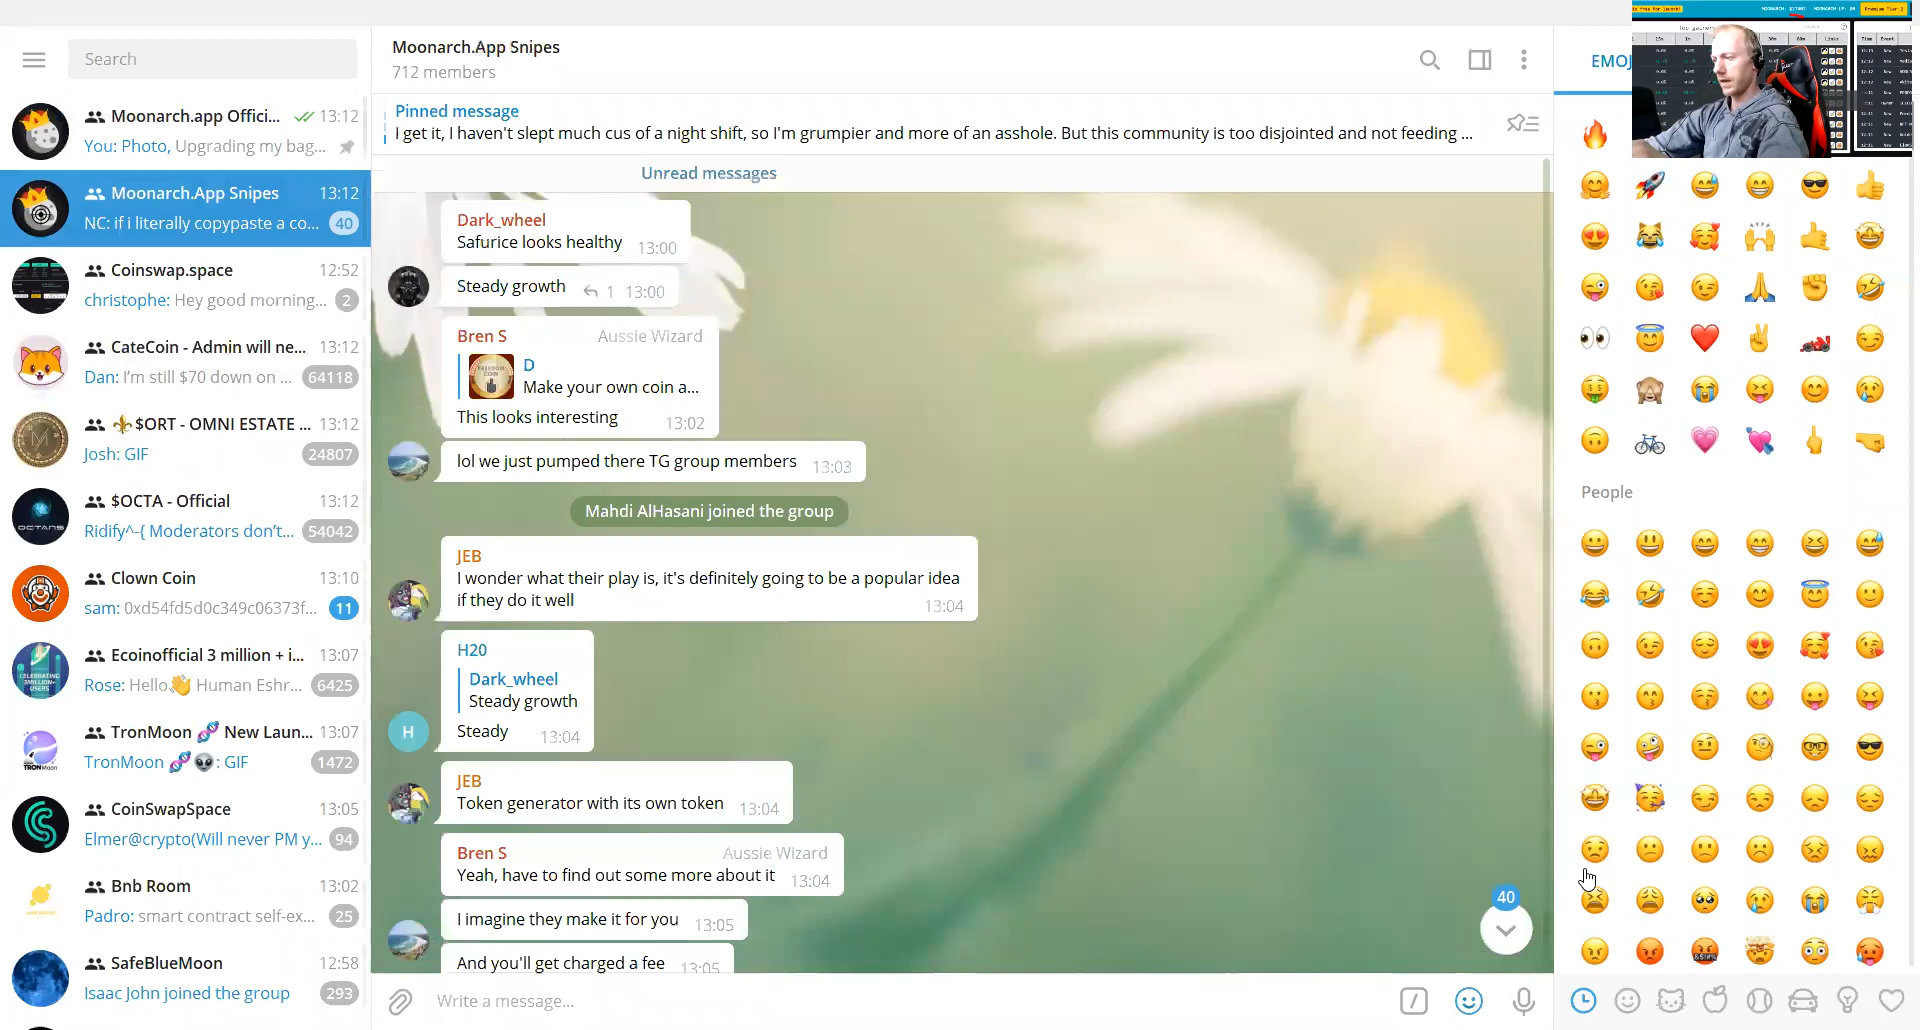 Search
Moonarch.app Offici... 13:12
You: Photo, Upgrading my bag...
Moonarch.App Snipes 13:12
NC: if i literally copypaste a co... 40
Coinswap.space 12:52
christophe: Hey good morning... 2
CateCoin - Admin will ne... 13:12
Dan: I'm still $70 down on ... 64118
$ORT - OMNI ESTATE ... 13:12
Josh: GIF 24807
$OCTA - Official 13:12
Ridify^-{ Moderators don't... 54042
Clown Coin 13:10
sam: 0xd54fd5d0c349c06373f... 11
Ecoinofficial 3 million + i... 13:07
Rose: Hello👋 Human Eshr... 6425
TronMoon 🧬 New Laun... 13:07
TronMoon 🧬 👽: GIF 1472
CoinSwapSpace 13:05
Elmer@crypto(Will never PM y... 94
Bnb Room 13:02
Padro: smart contract self-ex... 25
SafeBlueMoon 12:58
Isaac John joined the group 293
Moonarch.App Snipes
712 members
Pinned message
I get it, I haven't slept much cus of a night shift, so I'm grumpier and more of an asshole. But this community is too disjointed and not feeding ...
Unread messages
Dark_wheel
Safurice looks healthy 13:00
Steady growth 1 13:00
Bren S Aussie Wizard
D
Make your own coin a...
This looks interesting 13:02
lol we just pumped there TG group members 13:03
Mahdi AlHasani joined the group
JEB
I wonder what their play is, it's definitely going to be a popular idea
if they do it well 13:04
H20
Dark_wheel
Steady growth
Steady 13:04
H
JEB
Token generator with its own token 13:04
Bren S Aussie Wizard
Yeah, have to find out some more about it 13:04
I imagine they make it for you 13:05
And you'll get charged a fee 13:05
40
Write a message...
EMOJ
People